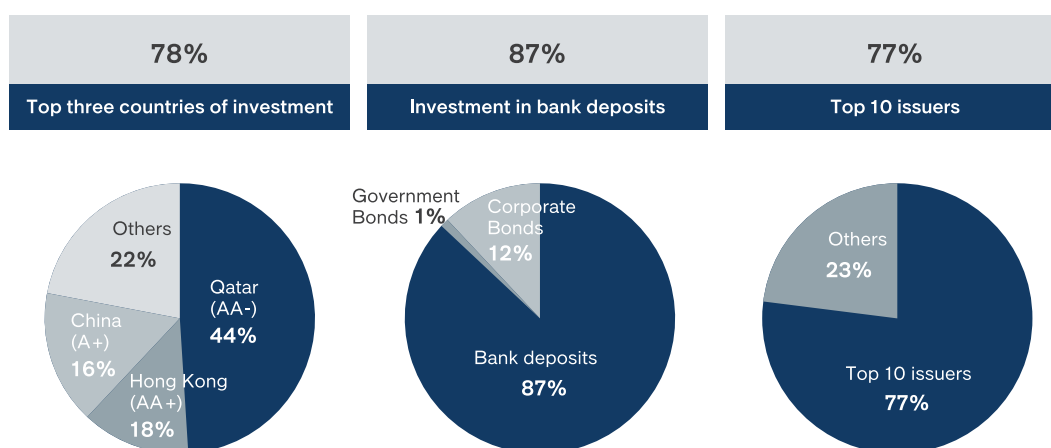 78%
Top three countries of investment
87%
Investment in bank deposits
77%
Top 10 issuers
Others
22%
Qatar
(AA-)
44%
China
(A+)
16%
Hong Kong
(AA+)
18%
Government
Bonds 1%
Corporate
Bonds
12%
Bank deposits
87%
Others
23%
Top 10 issuers
77%